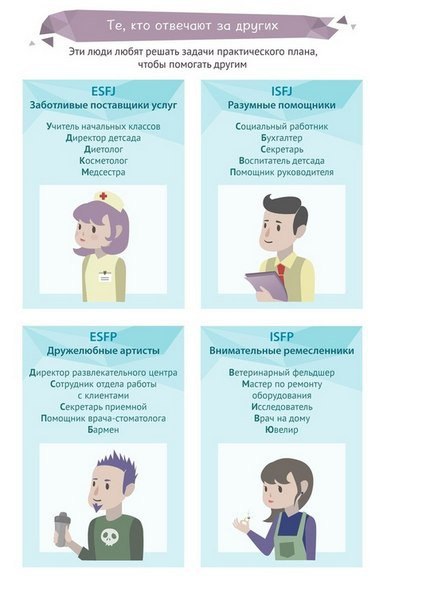 Те, кто отвечают за других
Эти люди любят решать задачи практического плана,
чтобы помогать другим
ESFJ
Заботливые поставщики услуг
Учитель начальных классов
Директор детсада
Диетолог
Косметолог
Медсестра
ISFJ
Разумные помощники
Социальный работник
Бухгалтер
Секретарь
Воспитатель детсада
Помощник руководителя
ESFP
Дружелюбные артисты
Директор развлекательного центра
Сотрудник отдела работы
с клиентами
Секретарь приемной
Помощник врача-стоматолога
Бармен
ISFP
Внимательные ремесленники
Ветеринарный фельдшер
Мастер по ремонту
оборудования
Исследователь
Врач на дому
Ювелир